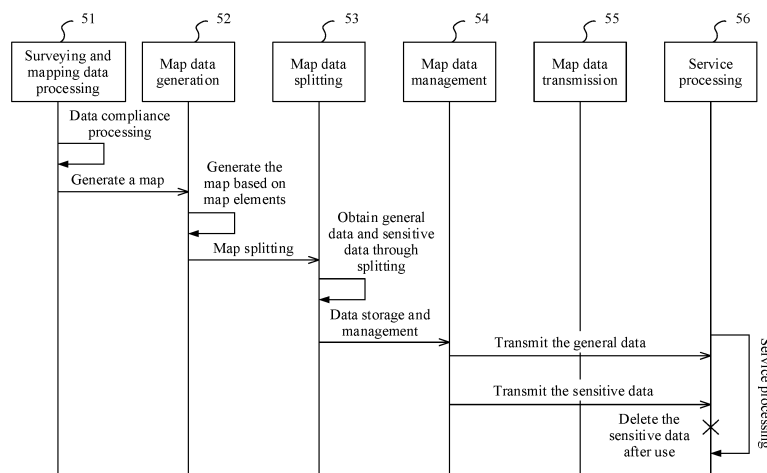 51
52
53
54
55
56
Surveying and
mapping data
processing
Map data
generation
Map data
splitting
Map data
management
Map data
transmission
Service
processing
Data compliance
processing
Generate a map
Generate the
map based on
map elements
Map splitting
Obtain general
data and sensitive
data through
splitting
Data storage and
management
Transmit the general data
Transmit the sensitive data
Delete the
sensitive data
after use
Service processing